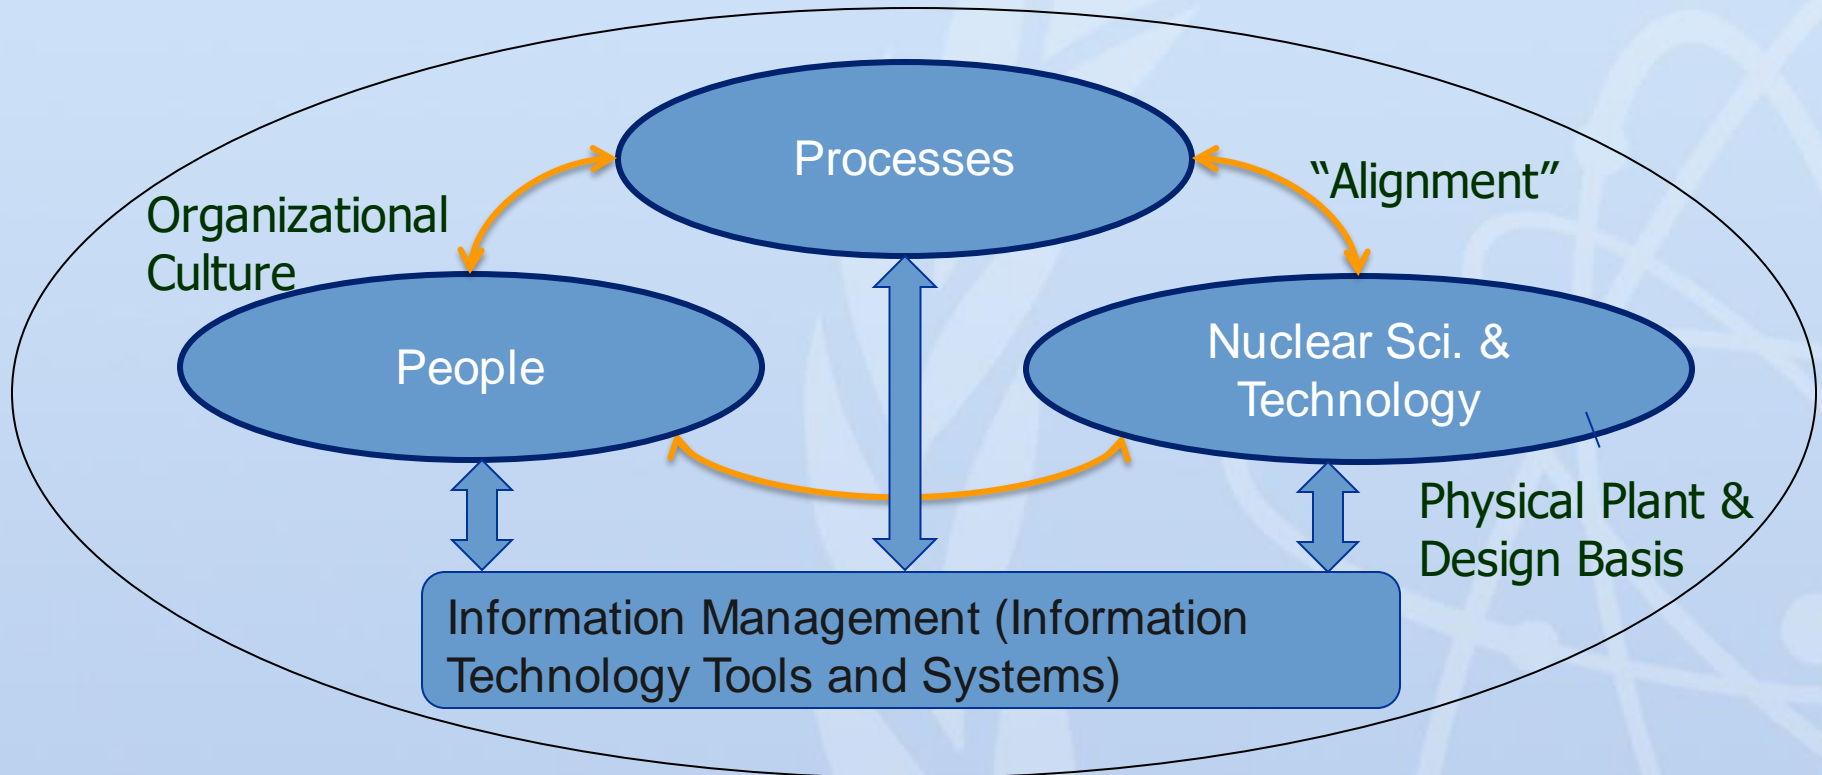 Processes
“Alignment”
Organizational
Culture
People
Nuclear Sci. &
Technology
Physical Plant &
Design Basis
Information Management (Information
Technology Tools and Systems)